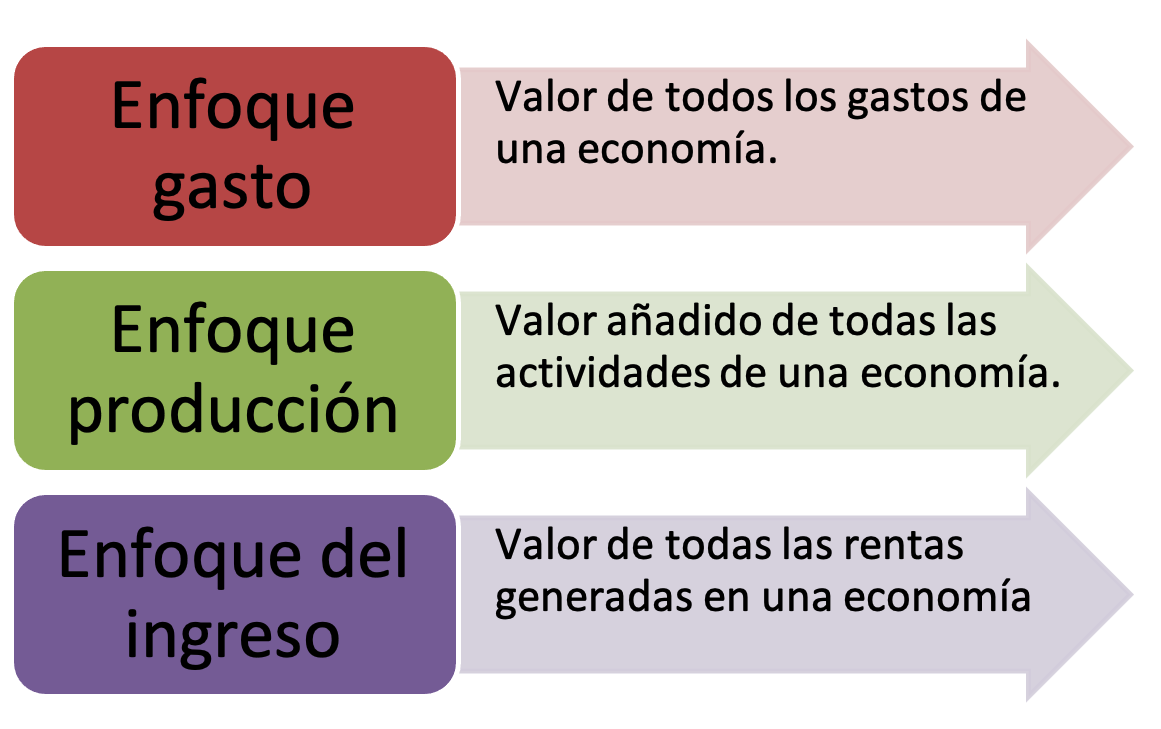 Enfoque
gasto
Valor de todos los gastos de
una economía.
Enfoque
producción
Valor añadido de todas las
actividades de una economía.
Enfoque del
ingreso
Valor de todas las rentas
generadas en una economía